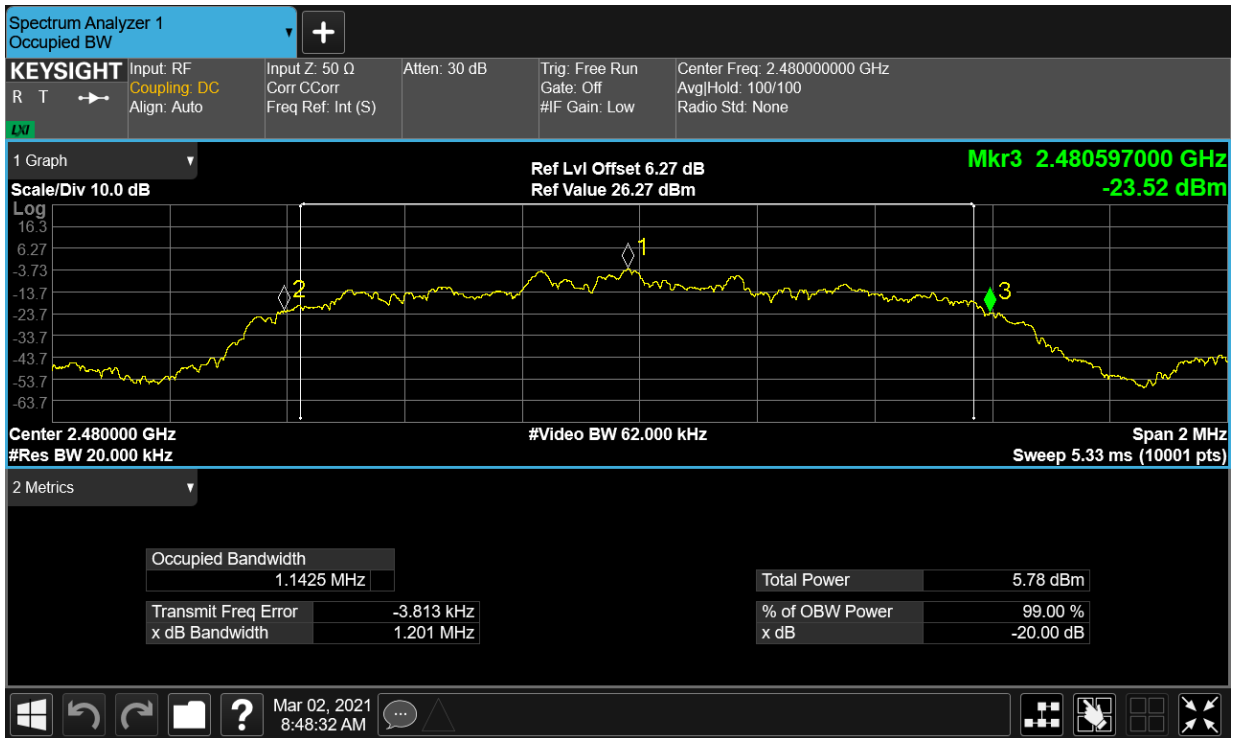 Spectrum Analyzer 1
Occupied BW
KEYSIGHT
R T
LXI
Input: RF
Coupling: DC
Align: Auto
Input Z: 50 Ω
Corr CCorr
Freq Ref: Int (S)
Atten: 30 dB
Trig: Free Run
Gate: Off
#IF Gain: Low
Center Freq: 2.480000000 GHz
Avg|Hold: 100/100
Radio Std: None
1 Graph
Scale/Div 10.0 dB
Ref Lvl Offset 6.27 dB
Ref Value 26.27 dBm
Mkr3 2.480597000 GHz
-23.52 dBm
Log
16.3
6.27
-3.73
-13.7
-23.7
-33.7
-43.7
-53.7
-63.7
1
2
3
Center 2.480000 GHz
#Video BW 62.000 kHz
Span 2 MHz
#Res BW 20.000 kHz
Sweep 5.33 ms (10001 pts)
2 Metrics
Occupied Bandwidth
1.1425 MHz
Transmit Freq Error -3.813 kHz
x dB Bandwidth 1.201 MHz
Total Power 5.78 dBm
% of OBW Power 99.00 %
x dB -20.00 dB
?
Mar 02, 2021
8:48:32 AM